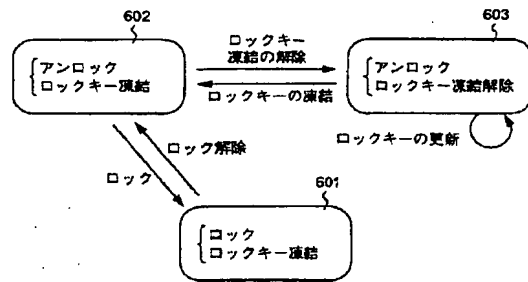 602
アンロック
ロックキー凍結
ロックキー
凍結の解除
ロックキーの凍結
603
アンロック
ロックキー凍結解除
ロックキーの更新
ロック解除
ロック
601
ロック
ロックキー凍結